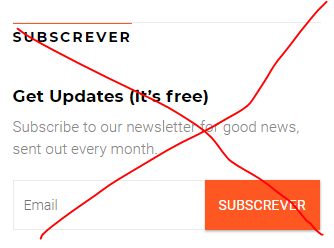 SUBSCREVER
Get Updates (it's free)
Subscribe to our newsletter for good news,
sent out every month.
Email
SUBSCREVER